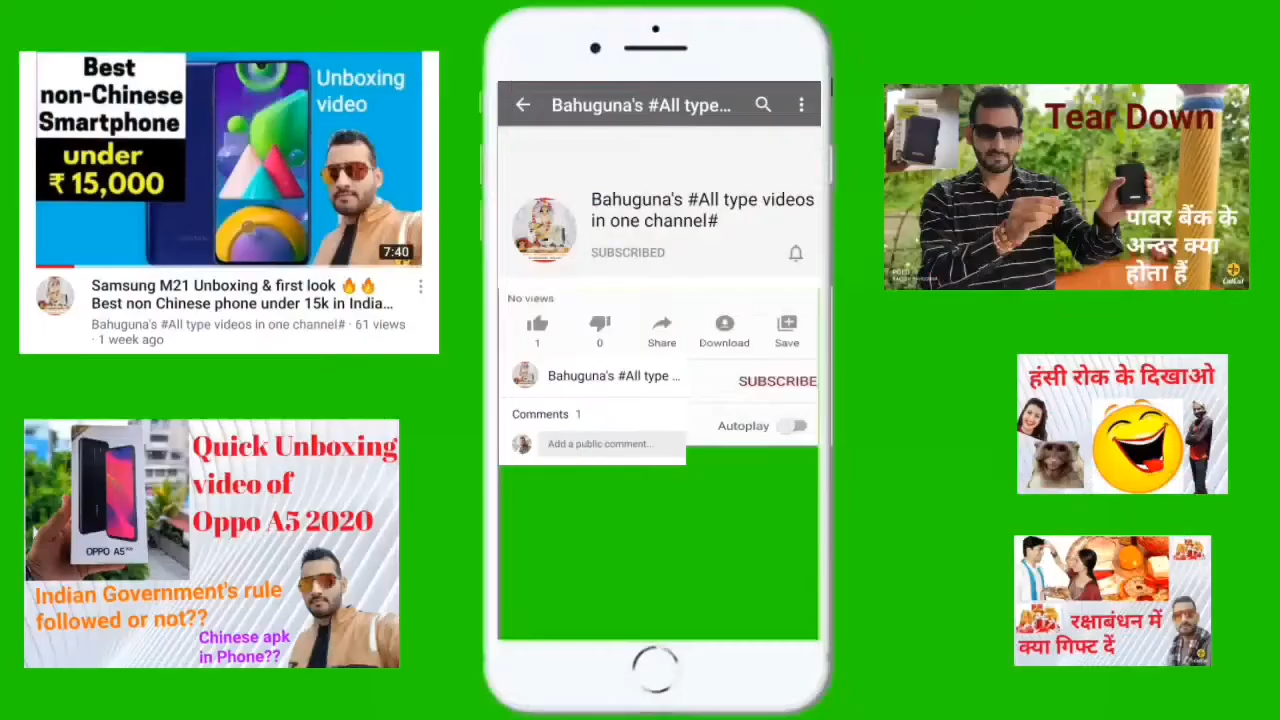 Best
non-Chinese
Smartphone
under
₹ 15,000
Unboxing
video
7:40
Samsung M21 Unboxing & first look 🔥🔥
Best non Chinese phone under 15k in India...
Bahuguna's #All type videos in one channel# · 61 views
· 1 week ago
Quick Unboxing
video of
Oppo A5 2020
OPPO A5
Indian Government's rule
followed or not??
Chinese apk
in Phone??
Bahuguna's #All type...
Bahuguna's #All type videos
in one channel#
SUBSCRIBED
No views
1
0
Share
Download
Save
Bahuguna's #All type ...
SUBSCRIBE
Comments 1
Autoplay
Add a public comment...
Tear Down
पावर बैंक के
अन्दर क्या
होता हैं
CutCut
हंसी रोक के दिखाओ
रक्षाबंधन में
क्या गिफ्ट दें